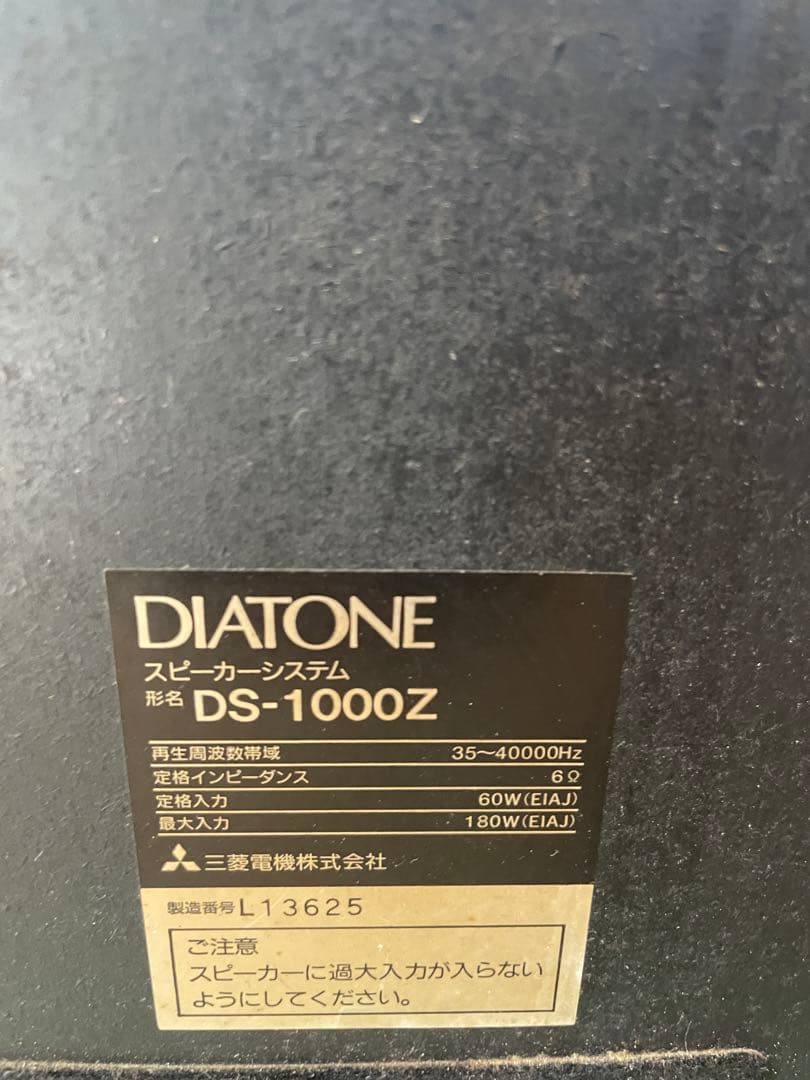 DIATONE
スピーカーシステム
形名 DS-1000Z
再生周波数帯域 35～40000Hz
定格インピーダンス 6Ω
定格入力 60W(EIAJ)
最大入力 180W(EIAJ)
三菱電機株式会社
製造番号 L13625
ご注意
スピーカーに過大入力が入らない
ようにしてください。